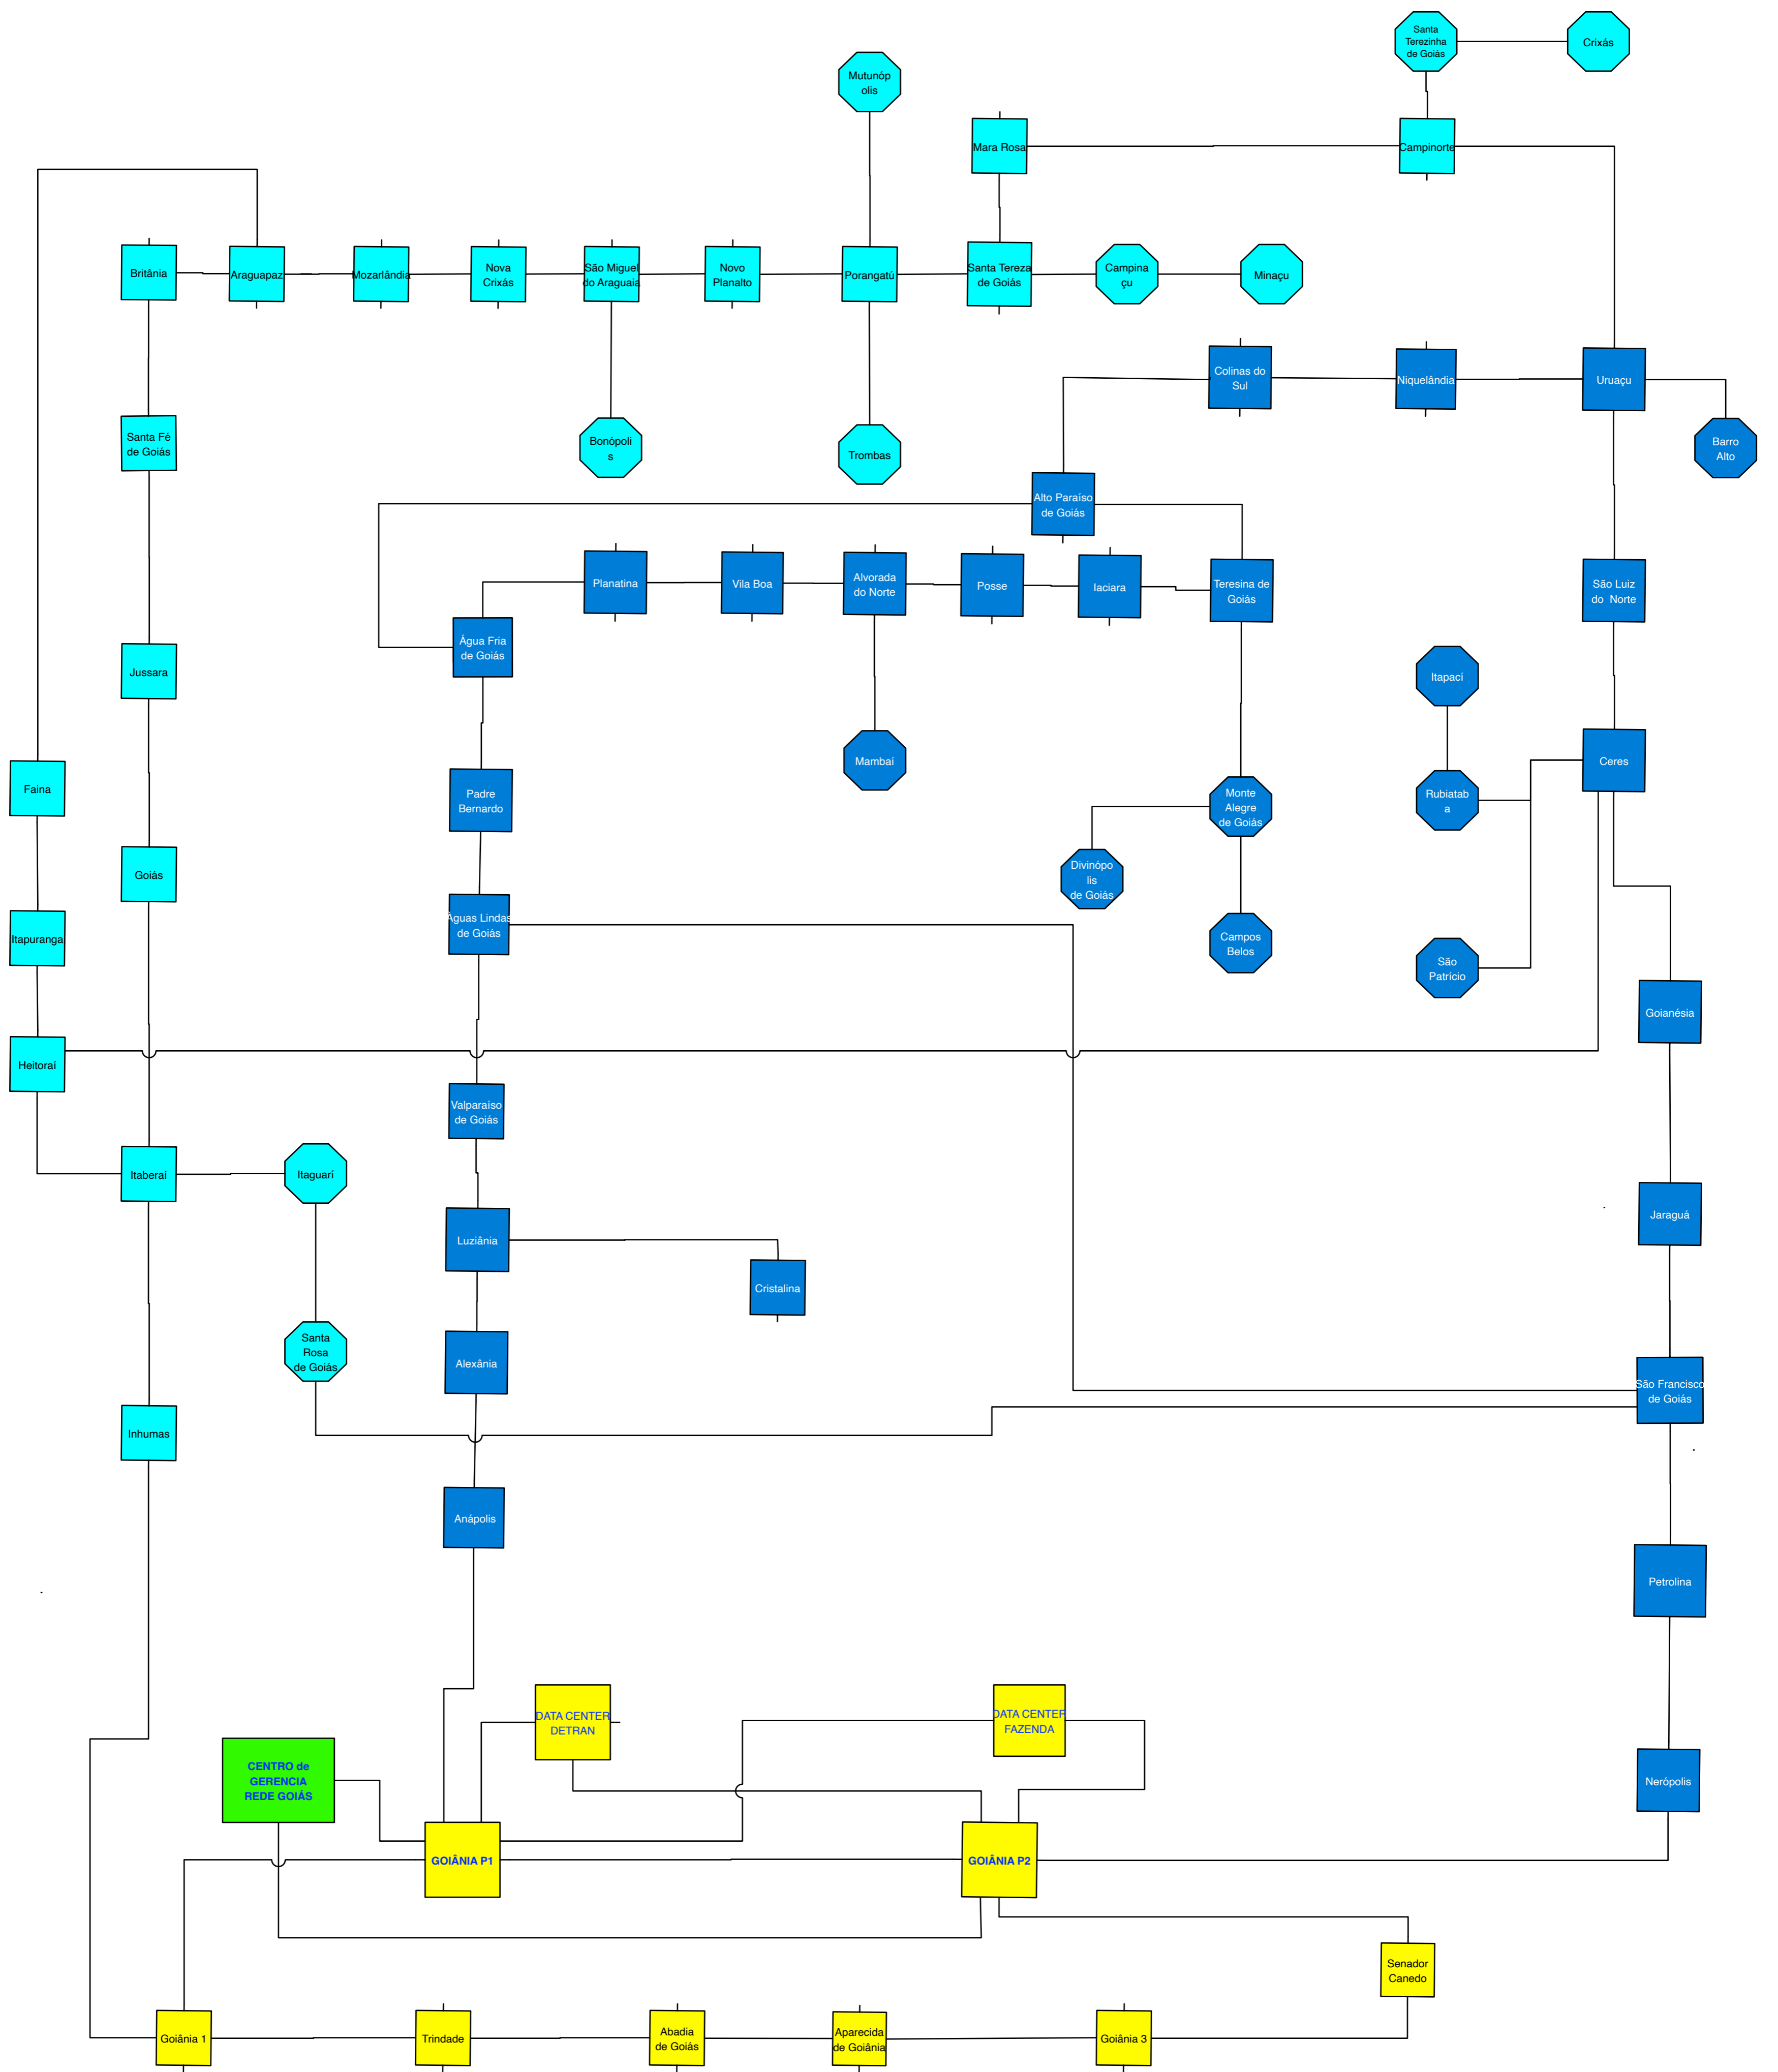 Santa
Terezinha
de Goiás
Crixás
Mutunóp
olis
Mara Rosa
Campinorte
Britânia
Araguapaz
Mozarlândia
Nova
Crixás
São Miguel
do Araguaia
Novo
Planalto
Porangatú
Santa Tereza
de Goiás
Campina
çu
Minaçu
Colinas do
Sul
Niquelândia
Uruaçu
Santa Fé
de Goiás
Bonópoli
s
Trombas
Barro
Alto
Alto Paraíso
de Goiás
Planatina
Vila Boa
Alvorada
do Norte
Posse
Iaciara
Teresina de
Goiás
São Luiz
do Norte
Água Fria
de Goiás
Jussara
Itapací
Mambaí
Ceres
Faina
Padre
Bernardo
Monte
Alegre
de Goiás
Rubiatab
a
Goiás
Divinópo
lis
de Goiás
Itapuranga
Águas Lindas
de Goiás
Campos
Belos
São
Patrício
Goianésia
Heitoraí
Valparaíso
de Goiás
Itaberaí
Itaguarí
Jaraguá
Luziânia
Cristalina
Santa
Rosa
de Goiás
Alexânia
São Francisco
de Goiás
Inhumas
Anápolis
Petrolina
DATA CENTER
DETRAN
DATA CENTER
FAZENDA
CENTRO de
GERENCIA
REDE GOIÁS
Nerópolis
GOIÂNIA P1
GOIÂNIA P2
Senador
Canedo
Goiânia 1
Trindade
Abadia
de Goiás
Aparecida
de Goiânia
Goiânia 3